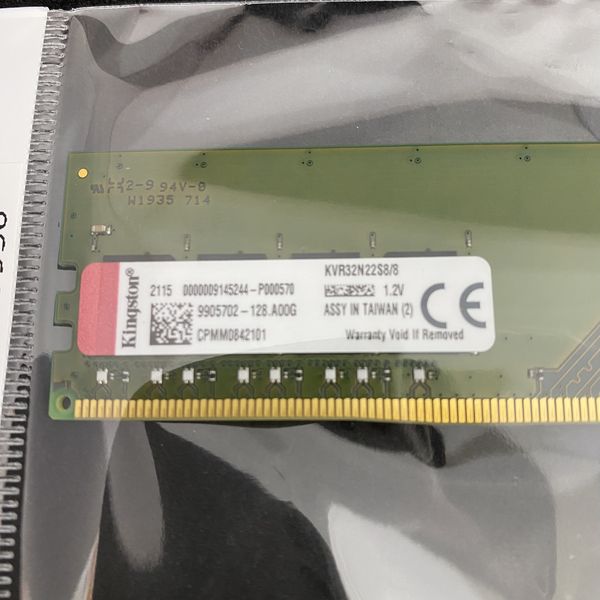 2-9 94V-0
W1935 714
Kingston
KVR32N22S8/8
2115 0000009145244-P000570
1.2V
9905702-128.A00G
ASSY IN TAIWAN (2)
CPMM0842101
Warranty Void If Removed
CE